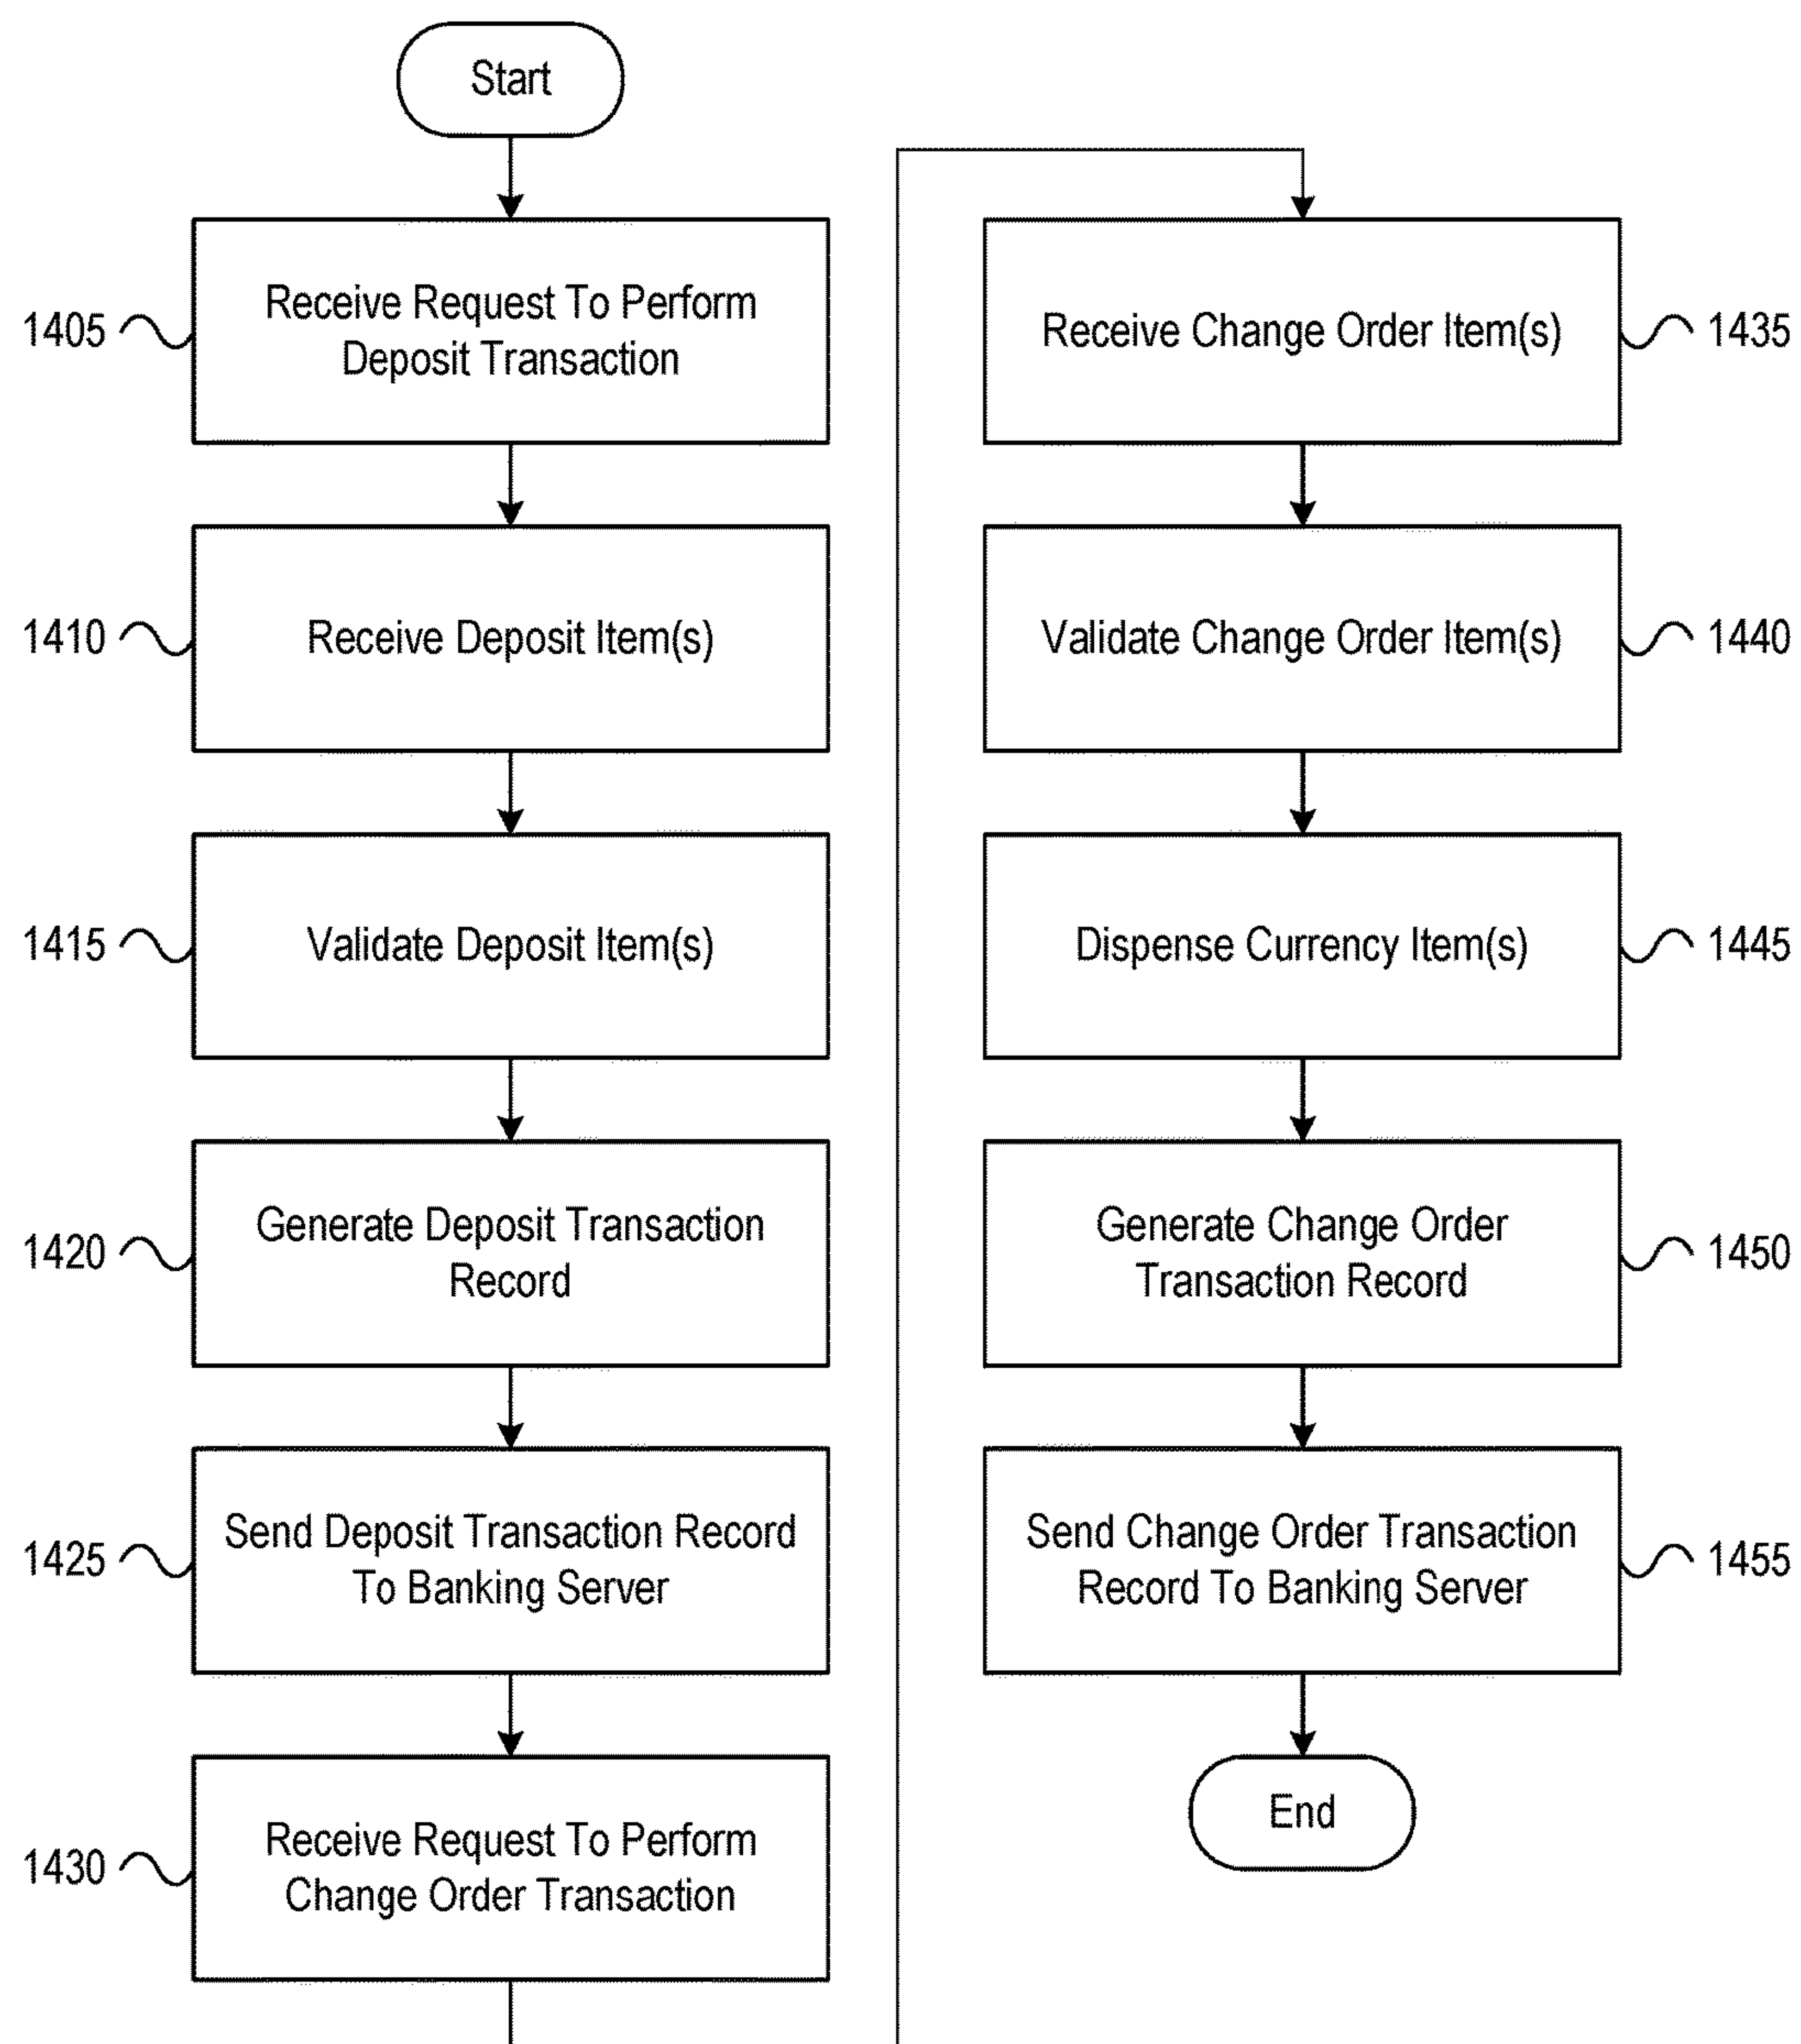 Start
1405
Receive Request To Perform
Deposit Transaction
1410
Receive Deposit Item(s)
1415
Validate Deposit Item(s)
1420
Generate Deposit Transaction
Record
1425
Send Deposit Transaction Record
To Banking Server
1430
Receive Request To Perform
Change Order Transaction
Receive Change Order Item(s)
1435
Validate Change Order Item(s)
1440
Dispense Currency Item(s)
1445
Generate Change Order
Transaction Record
1450
Send Change Order Transaction
Record To Banking Server
1455
End